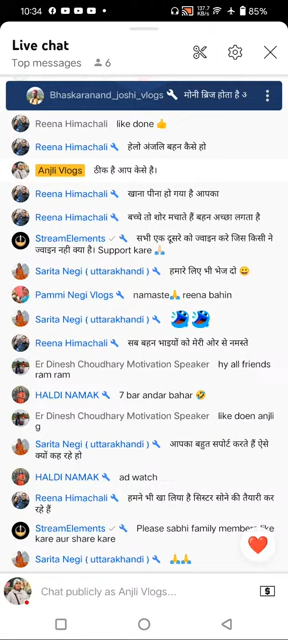 10:34
137.7
KB/s
85%
Live chat
Top messages 6
Bhaskaranand_joshi_vlogs मोनी ब्रिज होता है अ
Reena Himachali like done 👍
Reena Himachali हेलो अंजलि बहन कैसे हो
Anjli Vlogs ठीक है आप केसे है।
Reena Himachali खाना पीना हो गया है आपका
Reena Himachali बच्चे तो शोर मचाते हैं बहन अच्छा लगता है
StreamElements ✓ सभी एक दूसरे को ज्वाइन करे जिस किसी ने
ज्वाइन नही क्या है। Support kare 🙏
Sarita Negi ( uttarakhandi ) हमारे लिए भी भेज दो 😀
Pammi Negi Vlogs namaste🙏 reena bahin
Sarita Negi ( uttarakhandi )
Reena Himachali सब बहन भाइयों को मेरी ओर से नमस्ते
Er Dinesh Choudhary Motivation Speaker hy all friends
ram ram
HALDI NAMAK 7 bar andar bahar 🤣
Er Dinesh Choudhary Motivation Speaker like doen anjli
g
Sarita Negi ( uttarakhandi ) आपका बहुत सपोर्ट करते हैं ऐसे
क्यों कह रहे हो
HALDI NAMAK ad watch
Reena Himachali हमने भी खा लिया है सिस्टर सोने की तैयारी कर
रहे हैं
StreamElements ✓ Please sabhi family members like
kare aur share kare
Sarita Negi ( uttarakhandi ) 🙏🙏
Chat publicly as Anjli Vlogs...